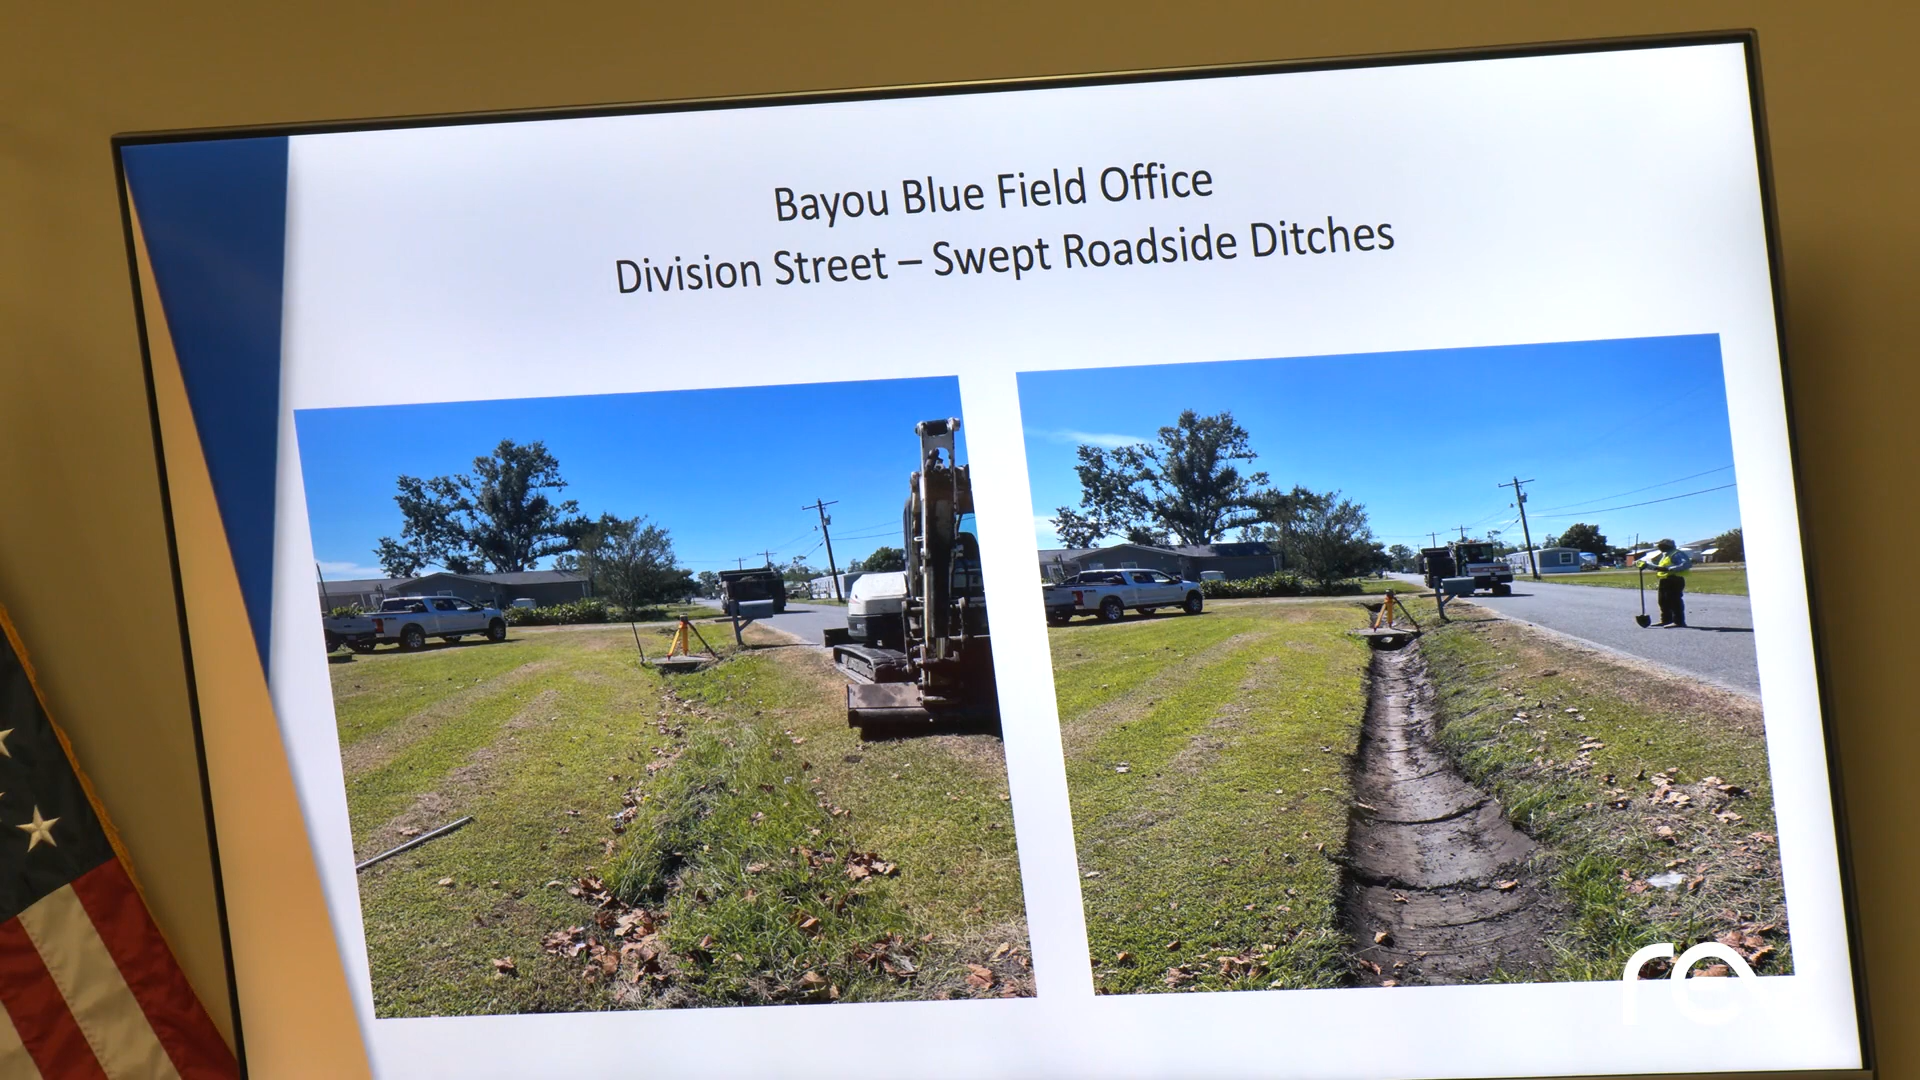 Bayou Blue Field Office
Division Street – Swept Roadside Ditches